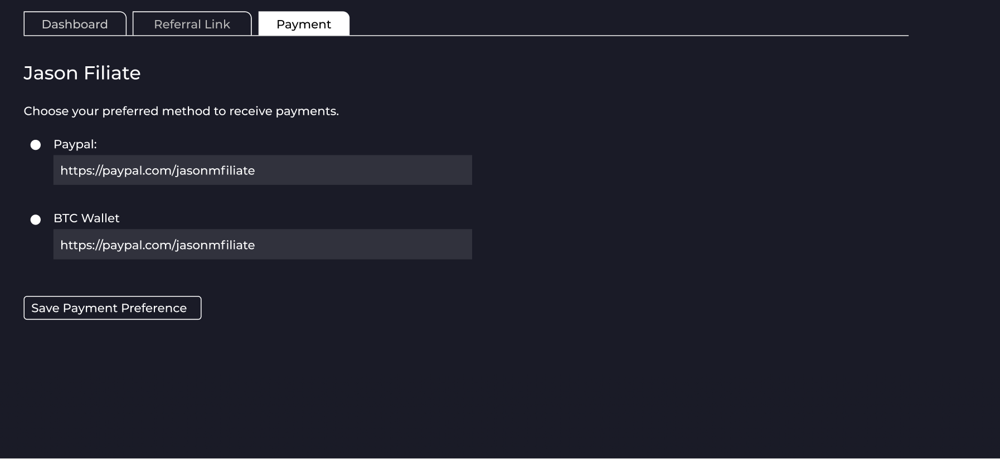 Dashboard
Referral Link
Payment
Jason Filiate
Choose your preferred method to receive payments.
Paypal:
https://paypal.com/jasonmfiliate
BTC Wallet
https://paypal.com/jasonmfiliate
Save Payment Preference